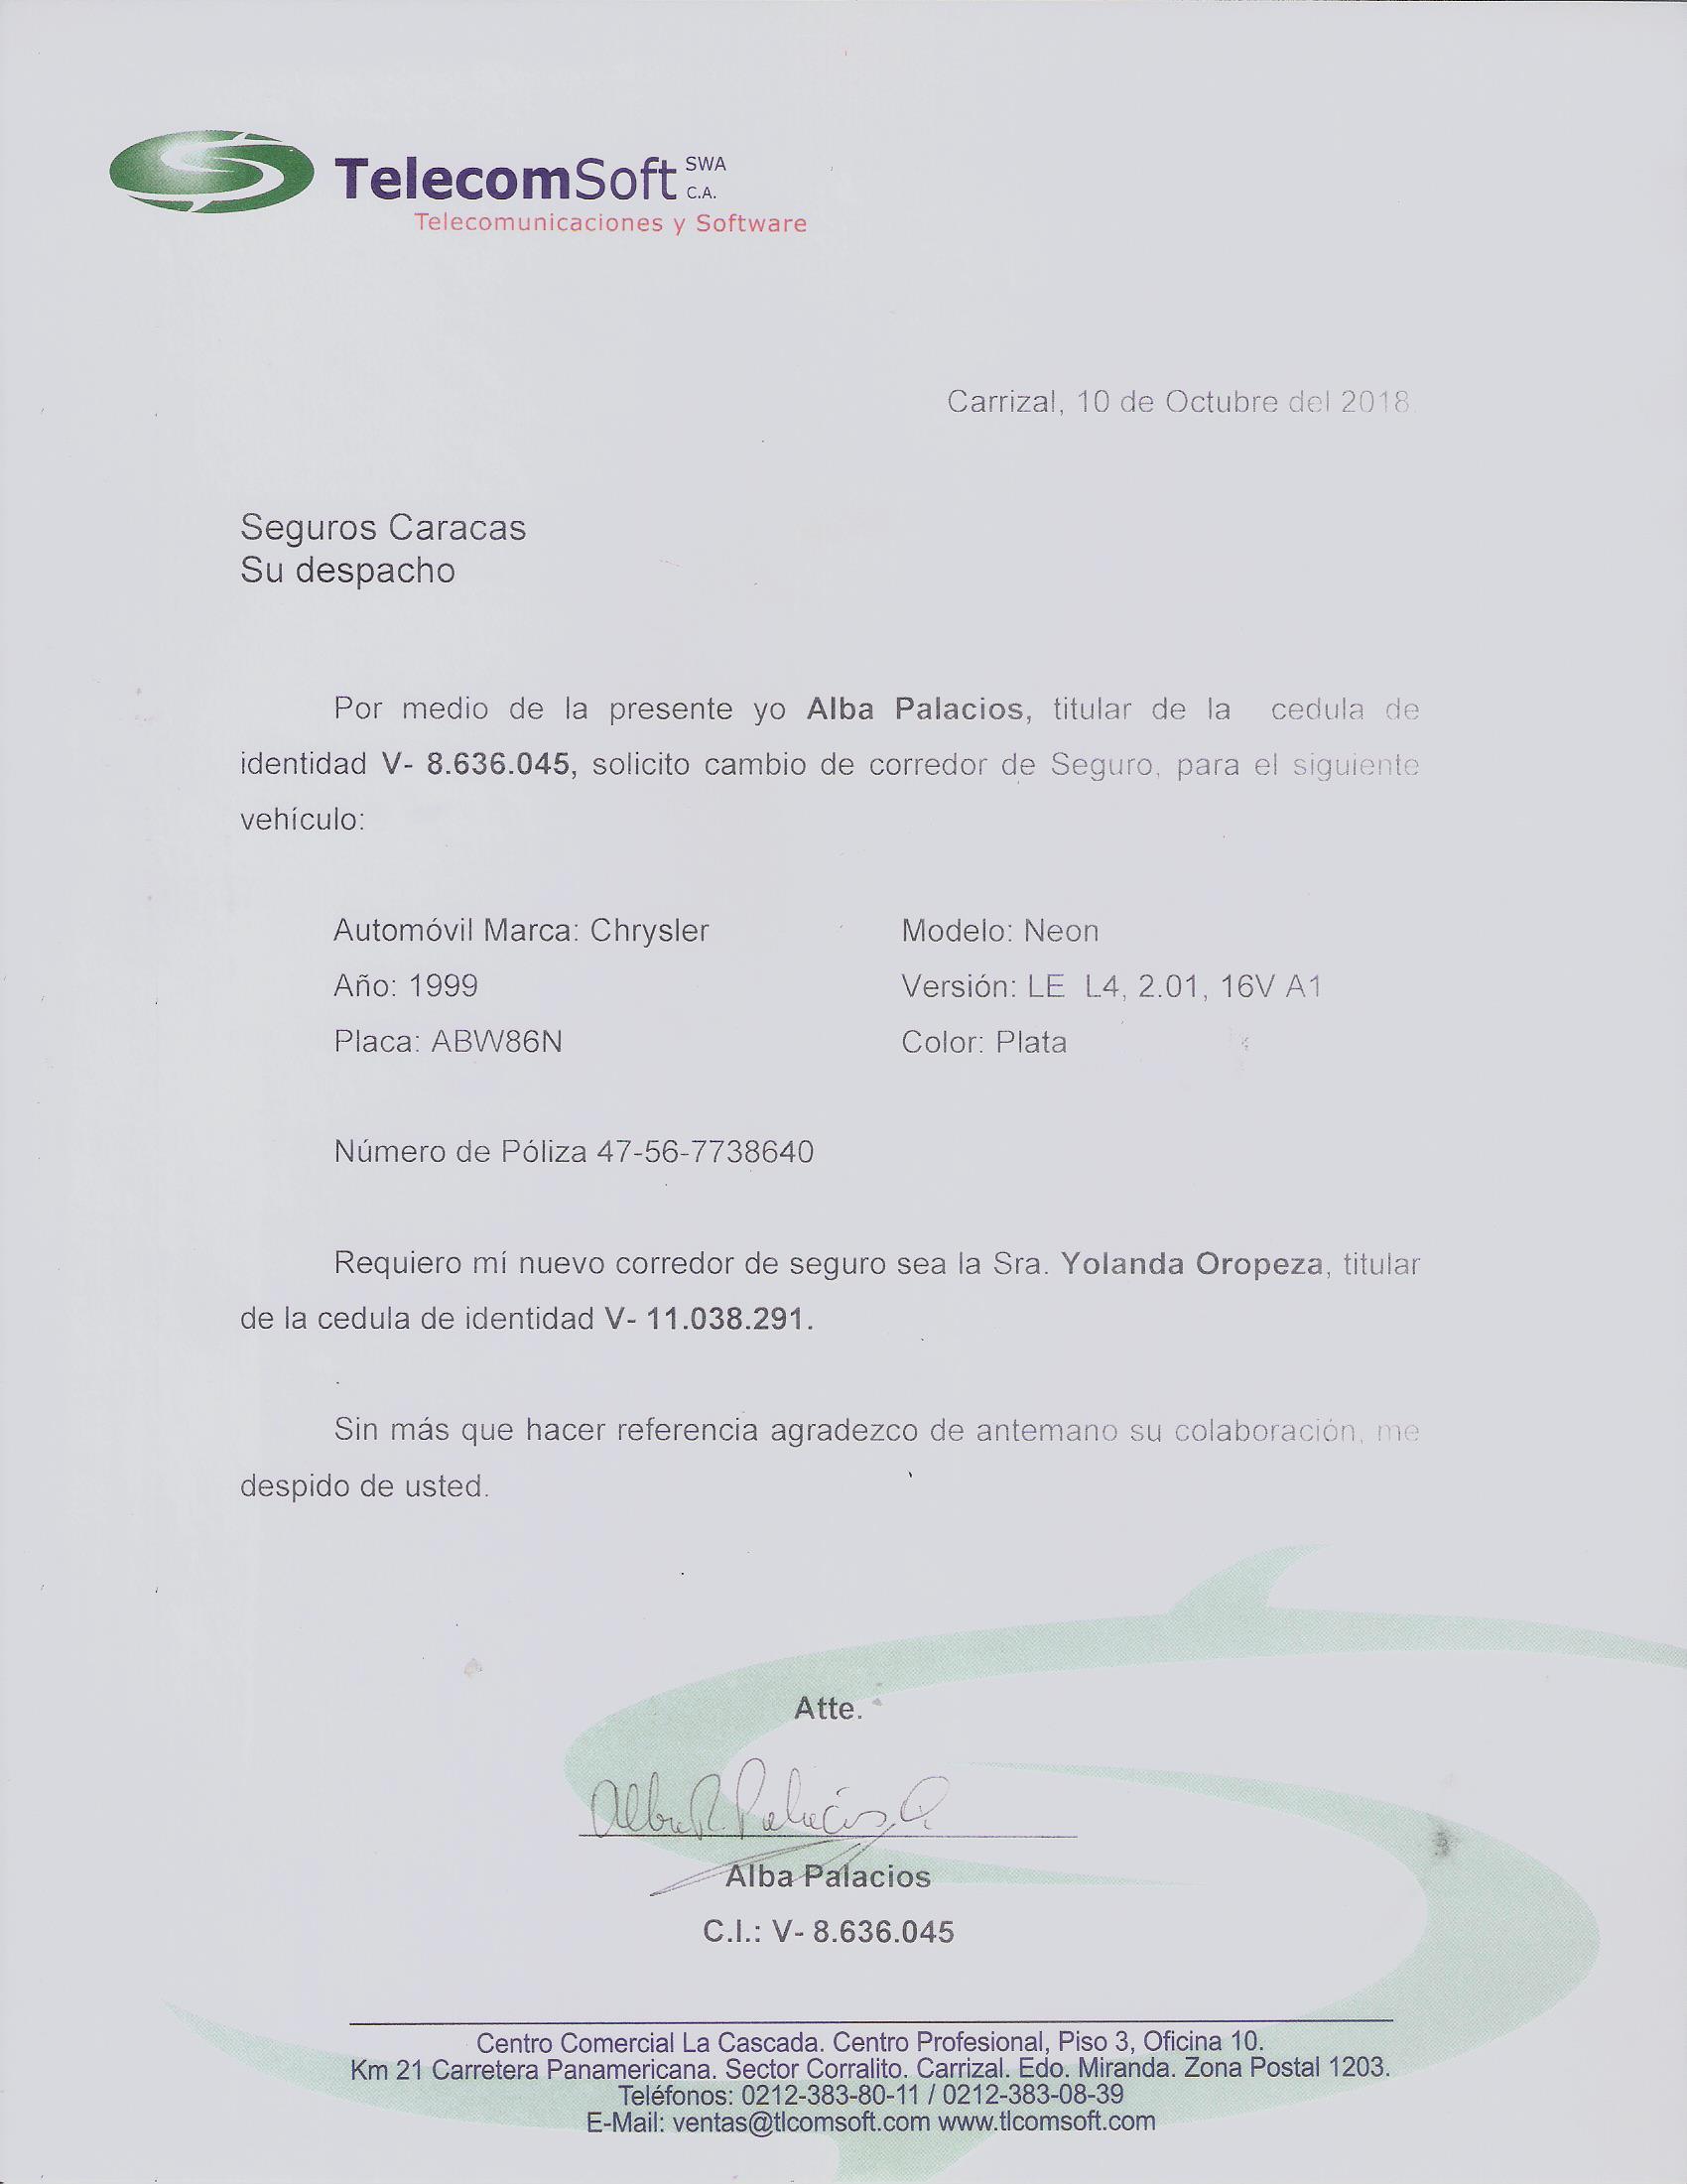 TelecomSoft SWA C.A.
Telecomunicaciones y Software
Carrizal, 10 de Octubre del 2018.
Seguros Caracas
Su despacho
Por medio de la presente yo Alba Palacios, titular de la cedula de
identidad V- 8.636.045, solicito cambio de corredor de Seguro, para el siguiente
vehículo:
Automóvil Marca: Chrysler Modelo: Neon
Año: 1999 Versión: LE L4, 2.01, 16V A1
Placa: ABW86N Color: Plata
Número de Póliza 47-56-7738640
Requiero mí nuevo corredor de seguro sea la Sra. Yolanda Oropeza, titular
de la cedula de identidad V- 11.038.291.
Sin más que hacer referencia agradezco de antemano su colaboración, me
despido de usted.
Atte.
Alba R. Palacios G.
Alba Palacios
C.I.: V- 8.636.045
Centro Comercial La Cascada. Centro Profesional, Piso 3, Oficina 10.
Km 21 Carretera Panamericana. Sector Corralito. Carrizal. Edo. Miranda. Zona Postal 1203.
Teléfonos: 0212-383-80-11 / 0212-383-08-39
E-Mail: ventas@tlcomsoft.com www.tlcomsoft.com